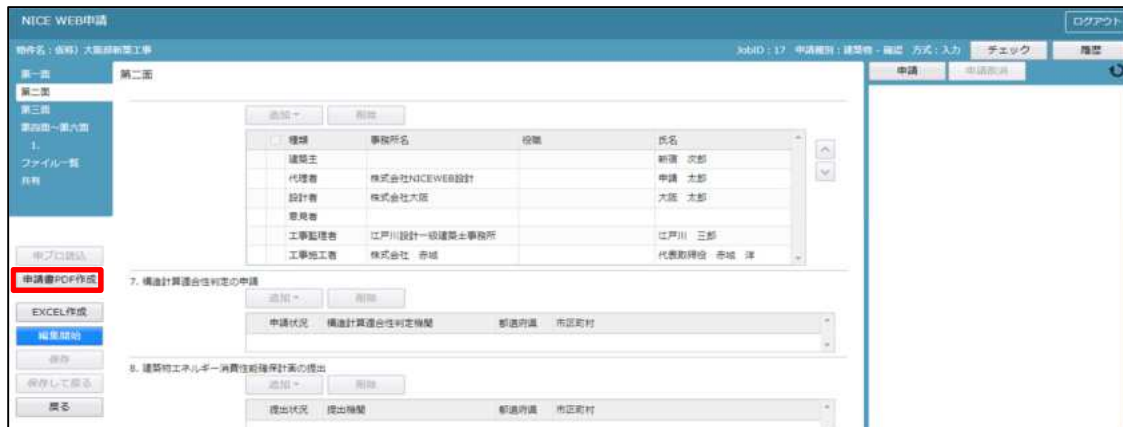 NICE WEB申請
ログアウト
物件名：仮称）大阪邸新築工事
JobID：17 申請種別：建築物 - 確認 方式：入力 チェック 履歴
第一面
第二面
第三面
第四面～第六面
1.
ファイル一覧
共有
第二面
申請 申請取消
追加 削除
種類 事務所名 役職 氏名
建築主 新宿 次郎
代理者 株式会社NICEWEB設計 申請 太郎
設計者 株式会社大阪 大阪 太郎
意見者
工事監理者 江戸川設計一級建築士事務所 江戸川 三郎
工事施工者 株式会社 赤城 代表取締役 赤城 洋
申プロ読込
申請書PDF作成
EXCEL作成
編集開始
保存
保存して戻る
戻る
7. 構造計算適合性判定の申請
追加 削除
申請状況 構造計算適合性判定機関 都道府県 市区町村
8. 建築物エネルギー消費性能確保計画の提出
追加 削除
提出状況 提出機関 都道府県 市区町村